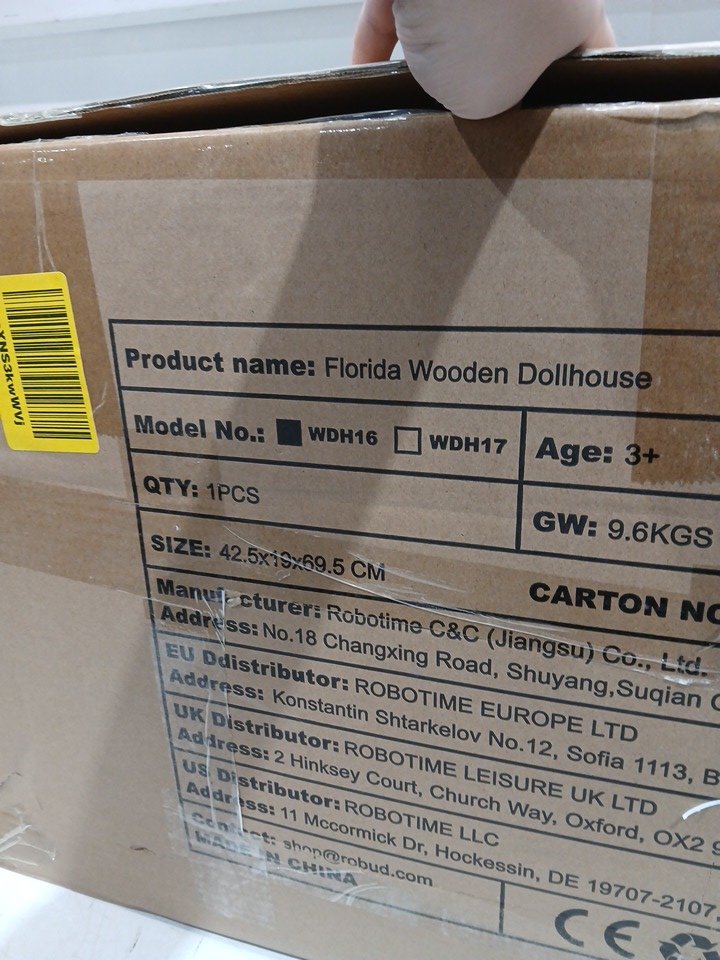 Product name: Florida Wooden Dollhouse
Model No.: WDH16 WDH17
Age: 3+
QTY: 1PCS
GW: 9.6KGS
SIZE: 42.5x19x69.5 CM
CARTON NO
Manuf cturer: Robotime C&C (Jiangsu) Co., Ltd.
Address: No.18 Changxing Road, Shuyang,Suqian
EU Ddistributor: ROBOTIME EUROPE LTD
Address: Konstantin Shtarkelov No.12, Sofia 1113, B
UK Distributor: ROBOTIME LEISURE UK LTD
Address: 2 Hinksey Court, Church Way, Oxford, OX2 9
US Distributor: ROBOTIME LLC
Address: 11 Mccormick Dr, Hockessin, DE 19707-2107,
Contact: shop@robud.com
MADE IN CHINA
CE
YNS3kwWVj